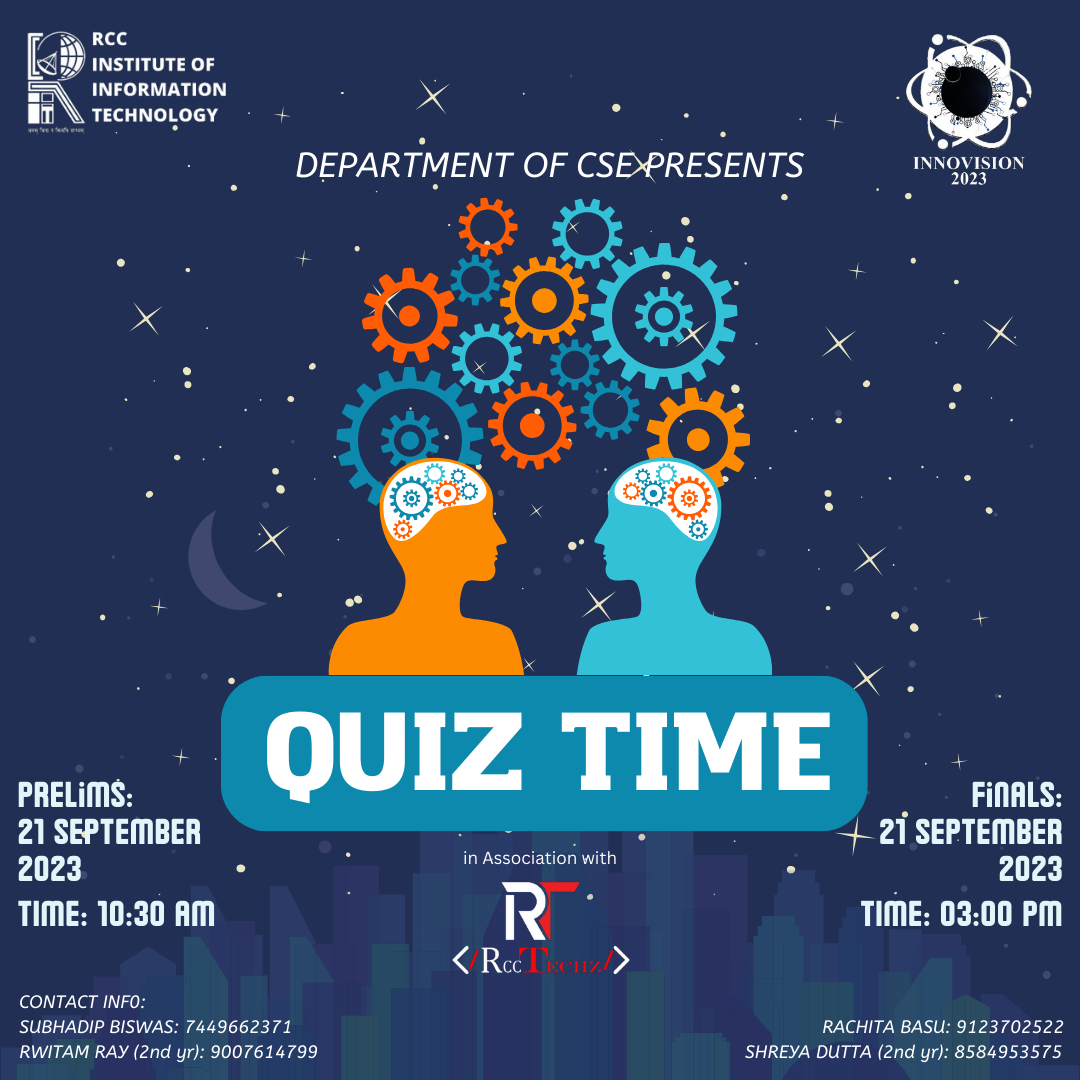 RCC
INSTITUTE OF
INFORMATION
TECHNOLOGY
INNOVISION
2023
DEPARTMENT OF CSE PRESENTS
QUIZ TIME
PRELiMS:
21 SEPTEMBER
2023
TIME: 10:30 AM
FiNALS:
21 SEPTEMBER
2023
TIME: 03:00 PM
in Association with
RT
</RCCTECHZ/>
CONTACT INF0:
SUBHADIP BISWAS: 7449662371
RWITAM RAY (2nd yr): 9007614799
RACHITA BASU: 9123702522
SHREYA DUTTA (2nd yr): 8584953575